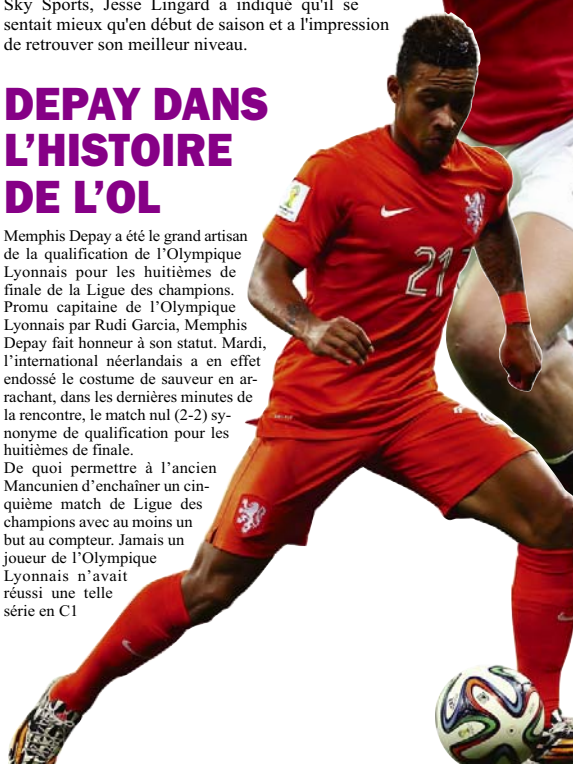 Sky Sports, Jesse Lingard a indiqué qu'il se
sentait mieux qu'en début de saison et a l'impression
de retrouver son meilleur niveau.
DEPAY DANS
L’HISTOIRE
DE L’OL
Memphis Depay a été le grand artisan
de la qualification de l’Olympique
Lyonnais pour les huitièmes de
finale de la Ligue des champions.
Promu capitaine de l’Olympique
Lyonnais par Rudi Garcia, Memphis
Depay fait honneur à son statut. Mardi,
l’international néerlandais a en effet
endossé le costume de sauveur en ar-
rachant, dans les dernières minutes de
la rencontre, le match nul (2-2) sy-
nonyme de qualification pour les
huitièmes de finale.
De quoi permettre à l’ancien
Mancunien d’enchaîner un cin-
quième match de Ligue des
champions avec au moins un
but au compteur. Jamais un
joueur de l’Olympique
Lyonnais n’avait
réussi une telle
série en C1
21